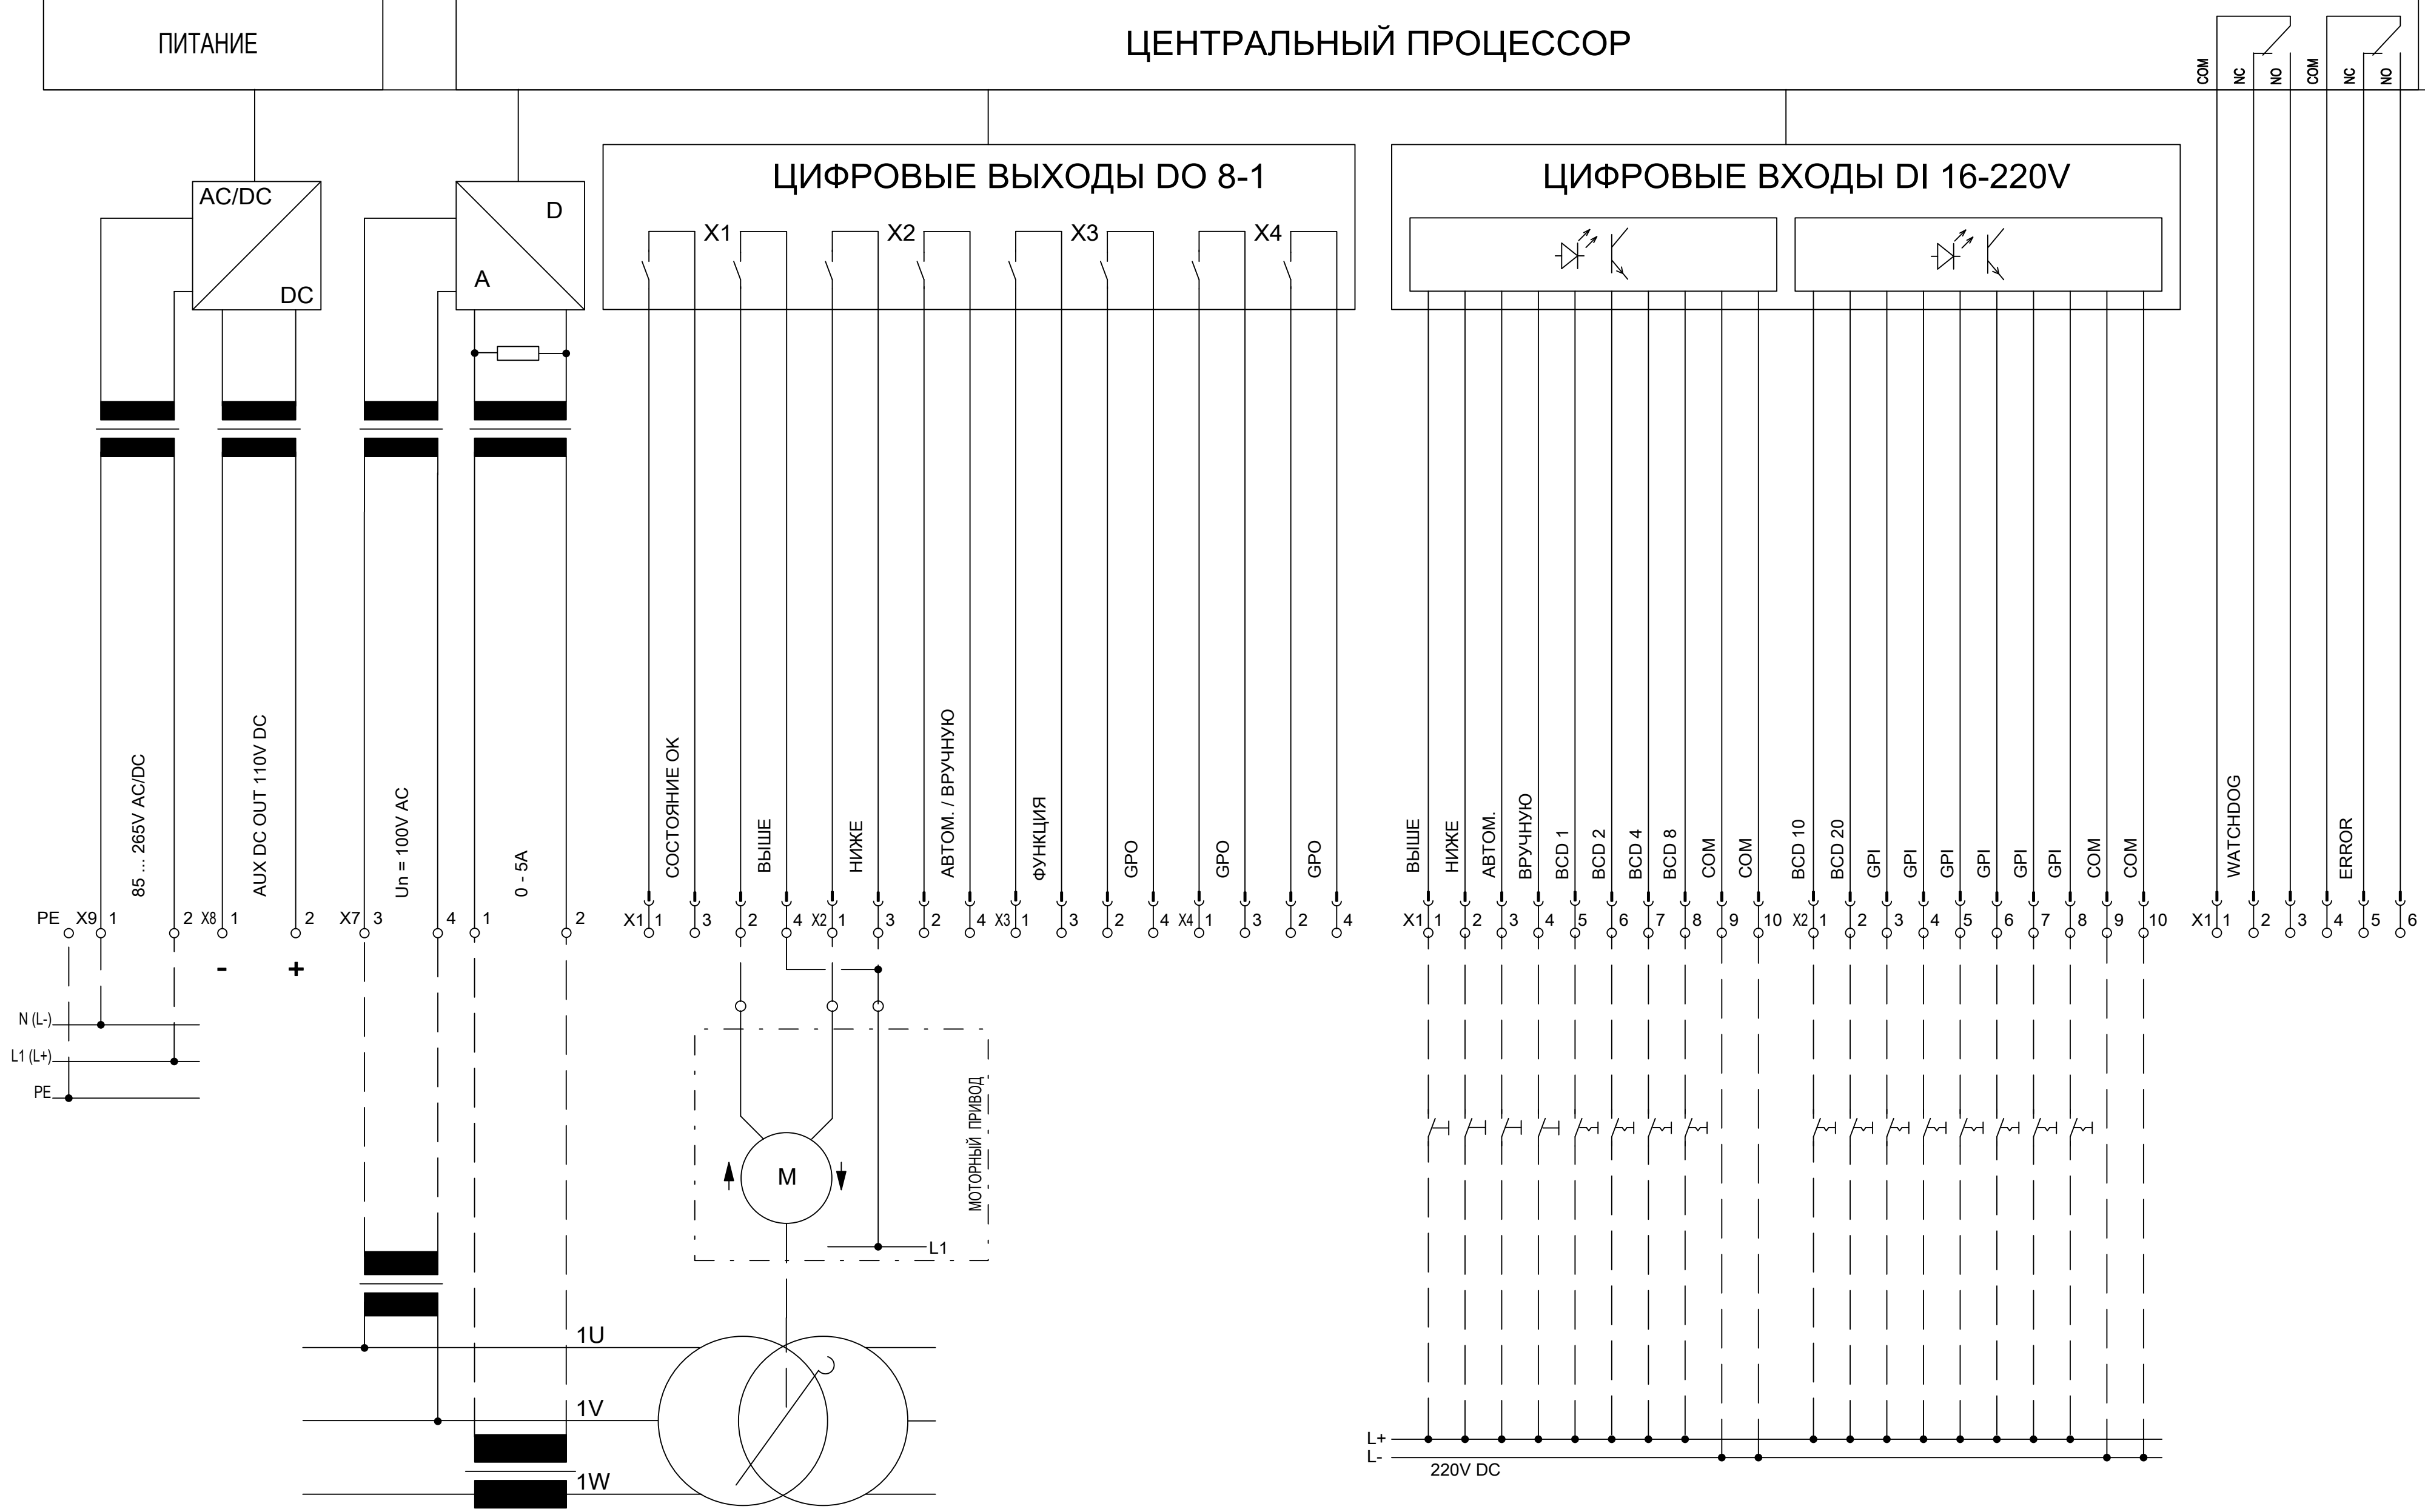 ПИТАНИЕ
ЦЕНТРАЛЬНЫЙ ПРОЦЕССОР
COM
NC
NO
COM
NC
NO
AC/DC
DC
D
A
ЦИФРОВЫЕ ВЫХОДЫ DO 8-1
X1
X2
X3
X4
ЦИФРОВЫЕ ВХОДЫ DI 16-220V
85 ... 265V AC/DC
AUX DC OUT 110V DC
Un = 100V AC
0 - 5A
СОСТОЯНИЕ ОК
ВЫШЕ
НИЖЕ
АВТОМ. / ВРУЧНУЮ
ФУНКЦИЯ
GPO
GPO
GPO
ВЫШЕ
НИЖЕ
АВТОМ.
ВРУЧНУЮ
BCD 1
BCD 2
BCD 4
BCD 8
COM
COM
BCD 10
BCD 20
GPI
GPI
GPI
GPI
GPI
GPI
COM
COM
WATCHDOG
ERROR
PE X9 1 2 X8 1 2 X7 3 4 1 2
X1 1 3 2 4 X2 1 3 2 4 X3 1 3 2 4 X4 1 3 2 4
X1 1 2 3 4 5 6 7 8 9 10 X2 1 2 3 4 5 6 7 8 9 10
X1 1 2 3 4 5 6
- +
N (L-)
L1 (L+)
PE
МОТОРНЫЙ ПРИВОД
M
L1
1U
1V
1W
L+
L-
220V DC